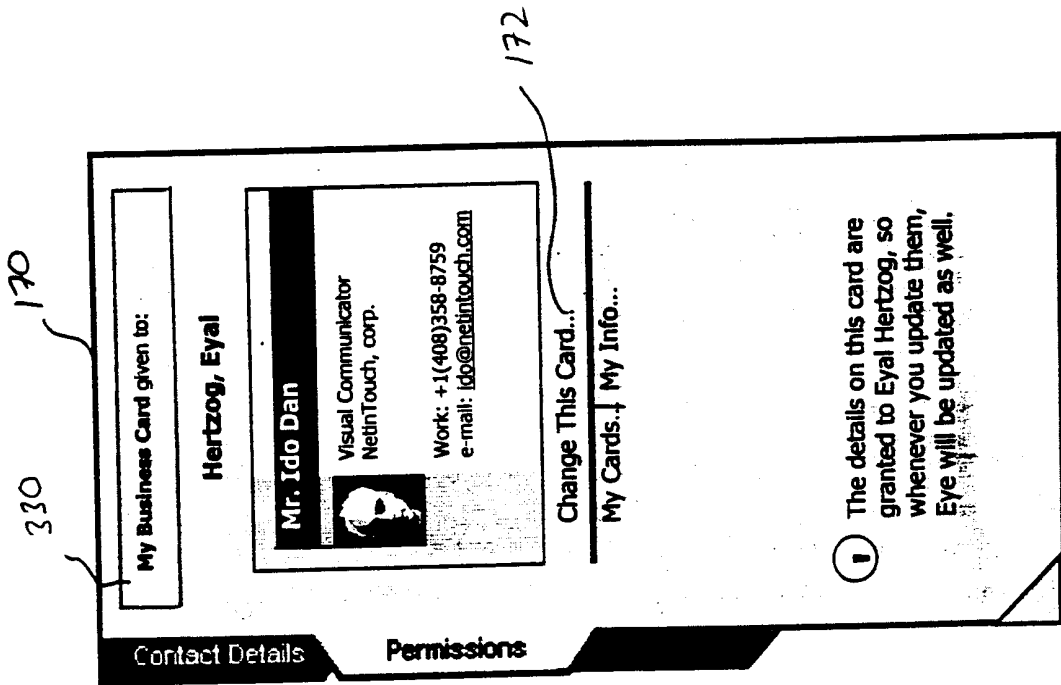 170
330
172
My Business Card given to:
Hertzog, Eyal
Mr. Ido Dan
Visual Communicator
NetInTouch, corp.
Work: +1(408)358-8759
e-mail: ido@netintouch.com
Change This Card...
My Cards... My Info...
The details on this card are
granted to Eyal Hertzog, so
whenever you update them,
Eye will be updated as well.
Contact Details
Permissions